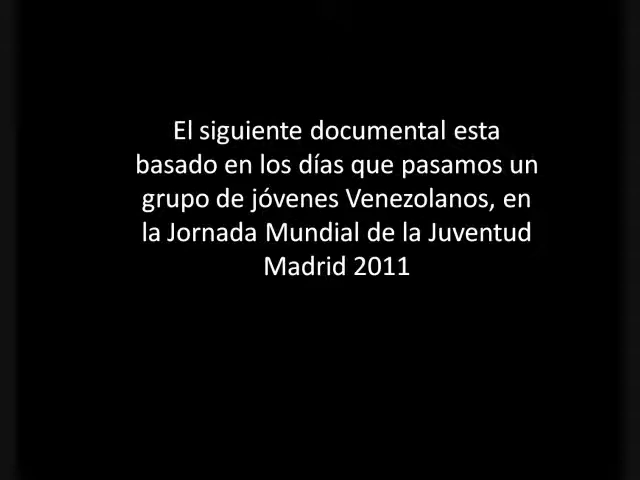 El siguiente documental esta
basado en los días que pasamos un
grupo de jóvenes Venezolanos, en
la Jornada Mundial de la Juventud
Madrid 2011